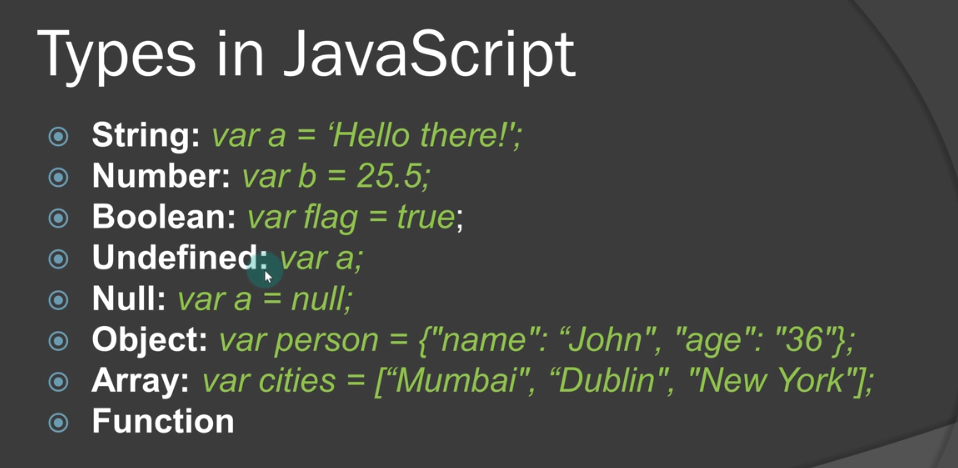 Types in JavaScript
String: var a = ‘Hello there!';
Number: var b = 25.5;
Boolean: var flag = true;
Undefined: var a;
Null: var a = null;
Object: var person = {"name": “John", "age": "36"};
Array: var cities = [“Mumbai", “Dublin", "New York"];
Function